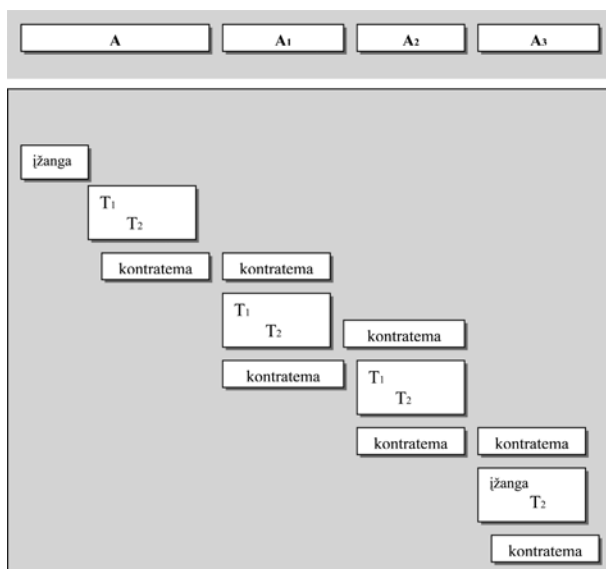 A A1 A2 A3
įžanga
T1
T2
kontratema kontratema
T1
T2
kontratema
kontratema
T1
T2
kontratema kontratema
įžanga
T2
kontratema